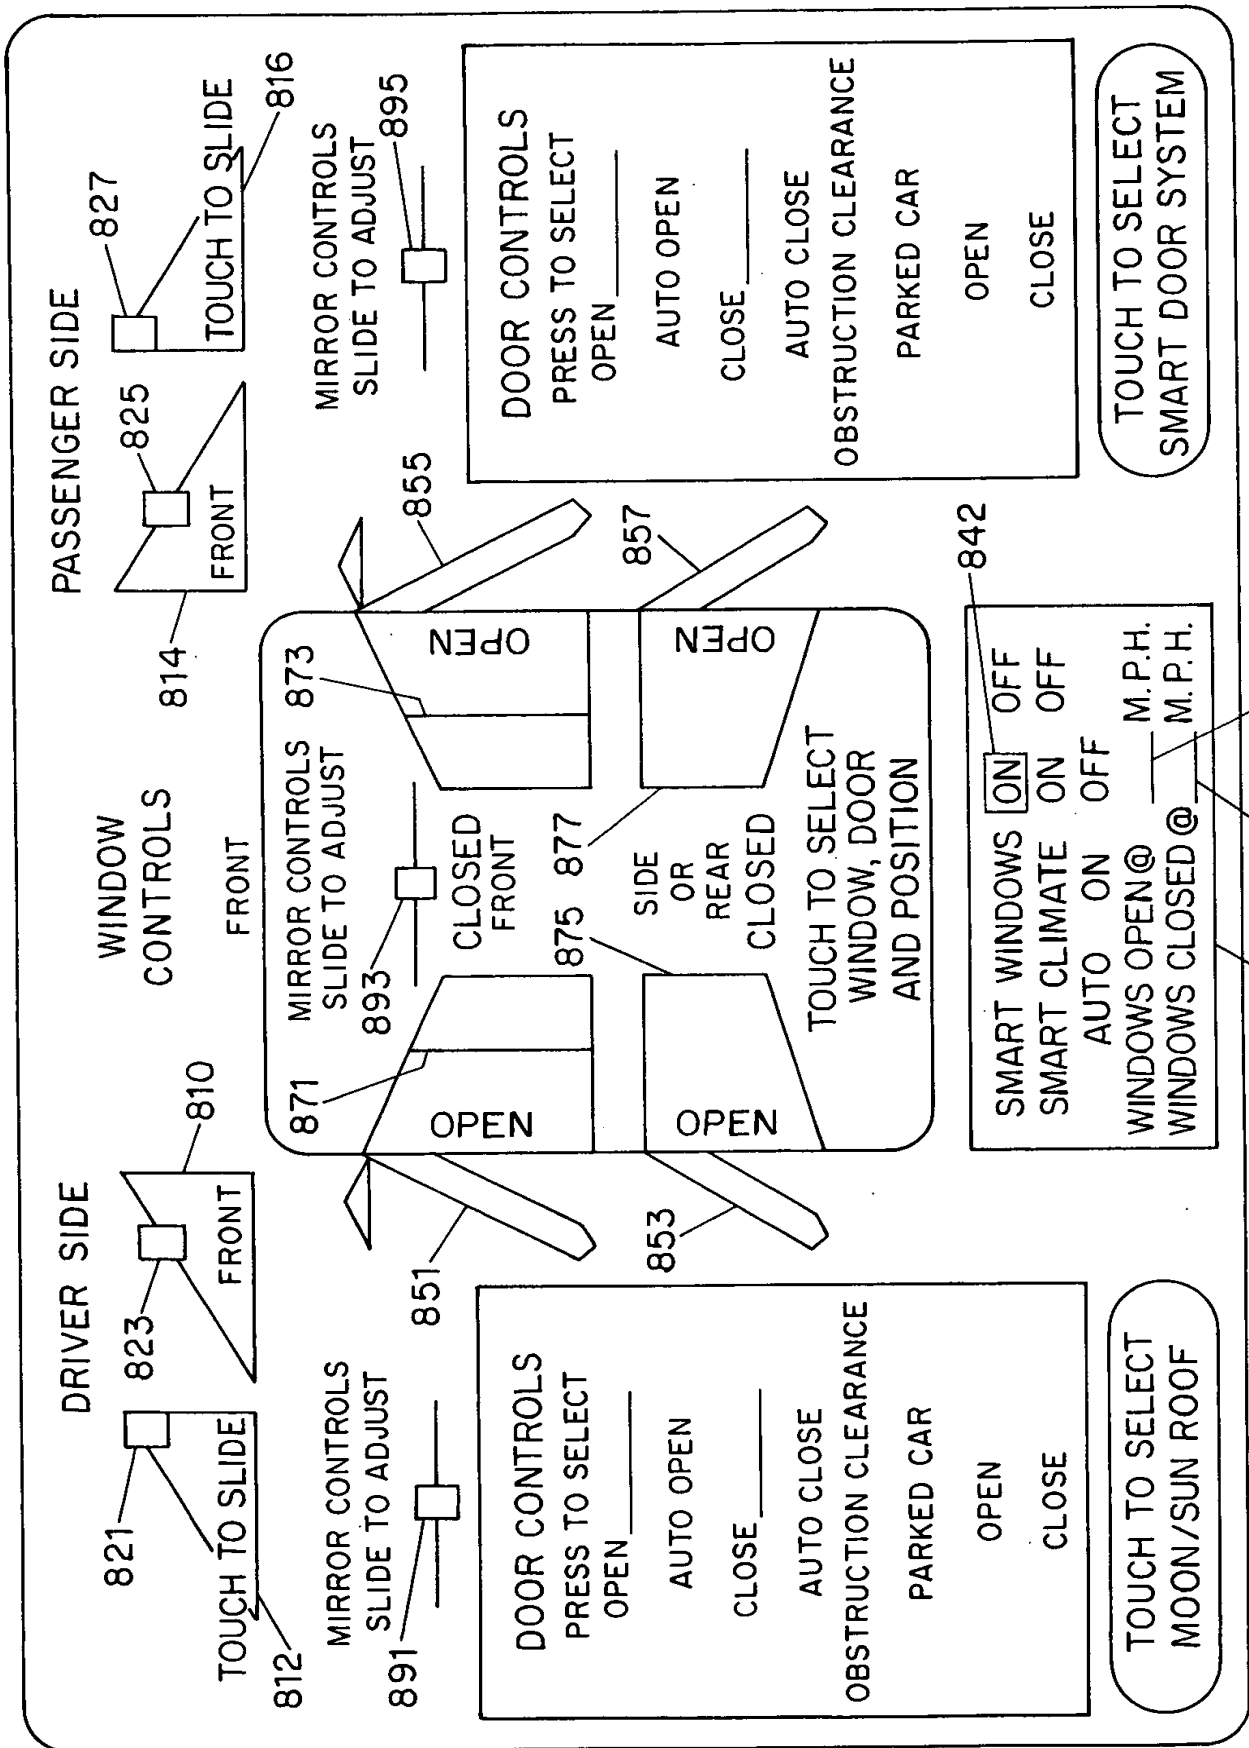 DRIVER SIDE
WINDOW
CONTROLS
PASSENGER SIDE
821
823
810
814
825
827
TOUCH TO SLIDE
FRONT
FRONT
FRONT
TOUCH TO SLIDE
812
816
MIRROR CONTROLS
SLIDE TO ADJUST
891
MIRROR CONTROLS
SLIDE TO ADJUST
893
MIRROR CONTROLS
SLIDE TO ADJUST
895
871
873
851
855
OPEN
CLOSED
FRONT
OPEN
875
877
853
857
OPEN
SIDE
OR
REAR
CLOSED
OPEN
TOUCH TO SELECT
WINDOW, DOOR
AND POSITION
DOOR CONTROLS
PRESS TO SELECT
OPEN____
AUTO OPEN
CLOSE____
AUTO CLOSE
OBSTRUCTION CLEARANCE
PARKED CAR
OPEN
CLOSE
DOOR CONTROLS
PRESS TO SELECT
OPEN____
AUTO OPEN
CLOSE____
AUTO CLOSE
OBSTRUCTION CLEARANCE
PARKED CAR
OPEN
CLOSE
842
SMART WINDOWS ON OFF
SMART CLIMATE ON OFF
AUTO ON OFF
WINDOWS OPEN@ ____ M.P.H.
WINDOWS CLOSED@ ____ M.P.H.
TOUCH TO SELECT
MOON/SUN ROOF
TOUCH TO SELECT
SMART DOOR SYSTEM